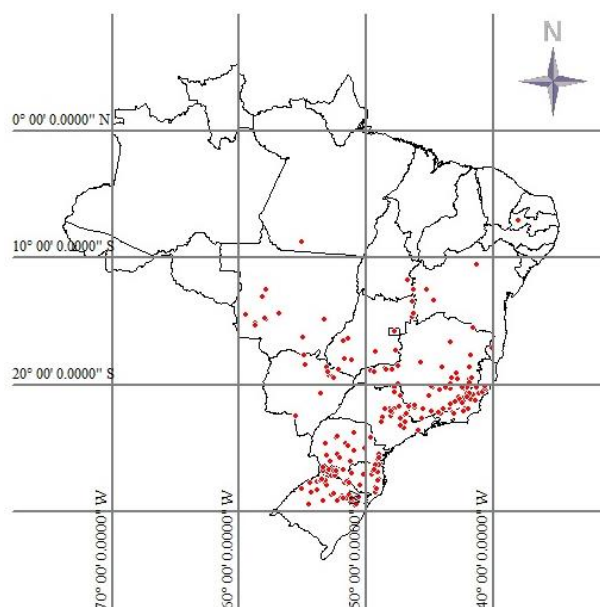 N
0° 00' 0.0000" N
10° 00' 0.0000" S
20° 00' 0.0000" S
70° 00' 0.0000" W
60° 00' 0.0000" W
50° 00' 0.0000" W
40° 00' 0.0000" W